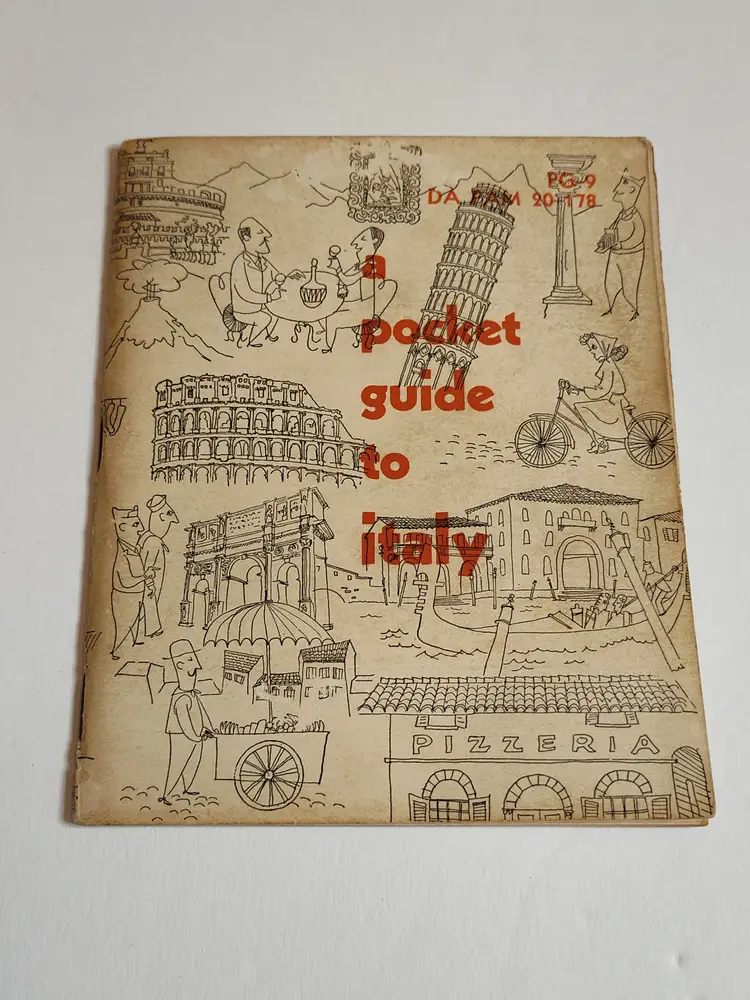 PG-9
DA PAM 20-178
a
pocket
guide
to
italy
PIZZERIA